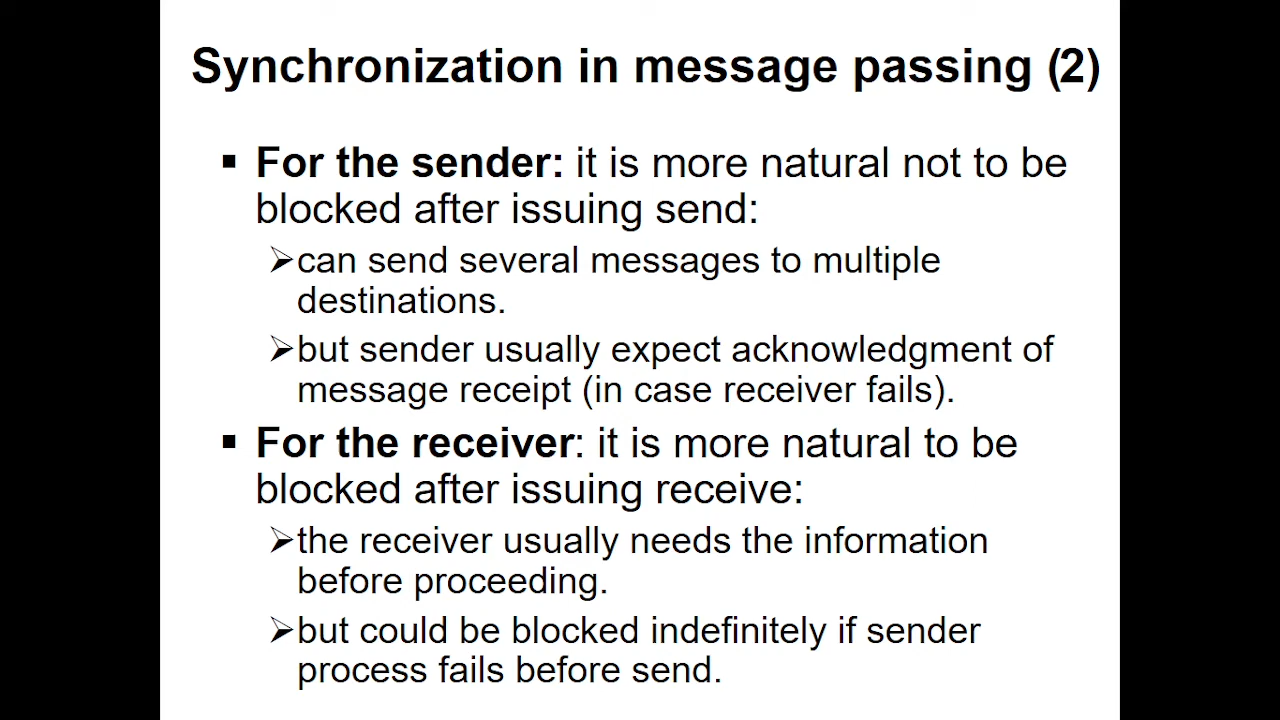 Synchronization in message passing (2)
▪ For the sender: it is more natural not to be
blocked after issuing send:
➢can send several messages to multiple
destinations.
➢but sender usually expect acknowledgment of
message receipt (in case receiver fails).
▪ For the receiver: it is more natural to be
blocked after issuing receive:
➢the receiver usually needs the information
before proceeding.
➢but could be blocked indefinitely if sender
process fails before send.